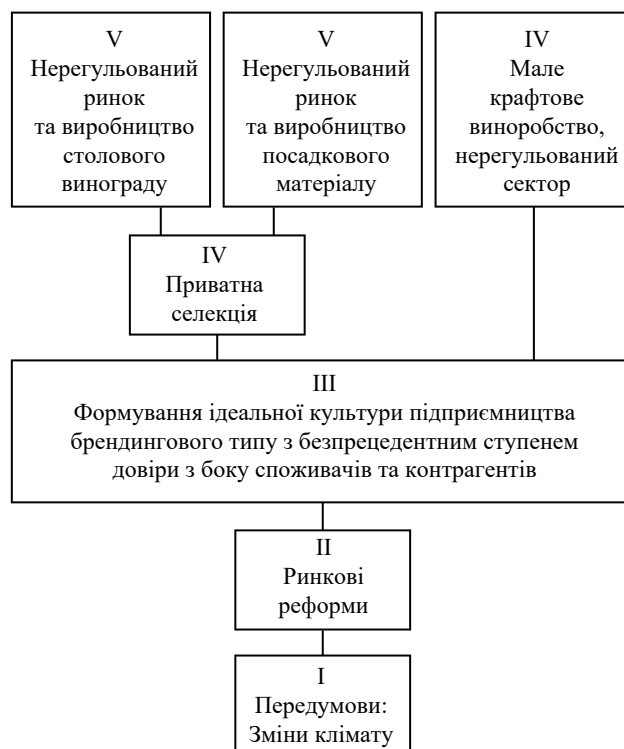 V
Нерегульований
ринок
та виробництво
столового
винограду
V
Нерегульований
ринок
та виробництво
посадкового
матеріалу
IV
Мале
крафтове
виноробство,
нерегульований
сектор
IV
Приватна
селекція
III
Формування ідеальної культури підприємництва
брендингового типу з безпрецедентним ступенем
довіри з боку споживачів та контрагентів
II
Ринкові
реформи
I
Передумови:
Зміни клімату